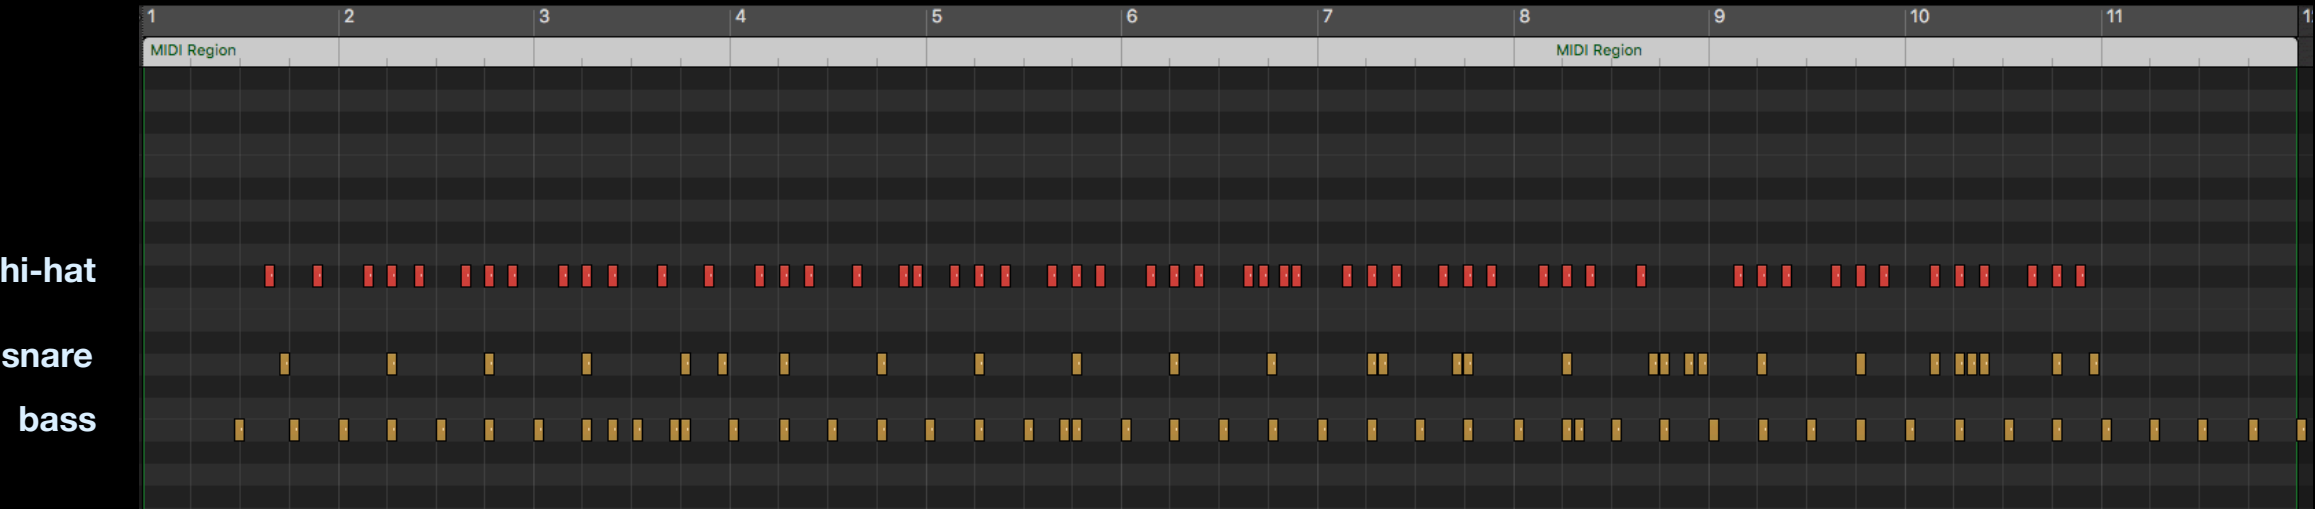 1 2 3 4 5 6 7 8 9 10 11
MIDI Region MIDI Region
hi-hat
snare
bass